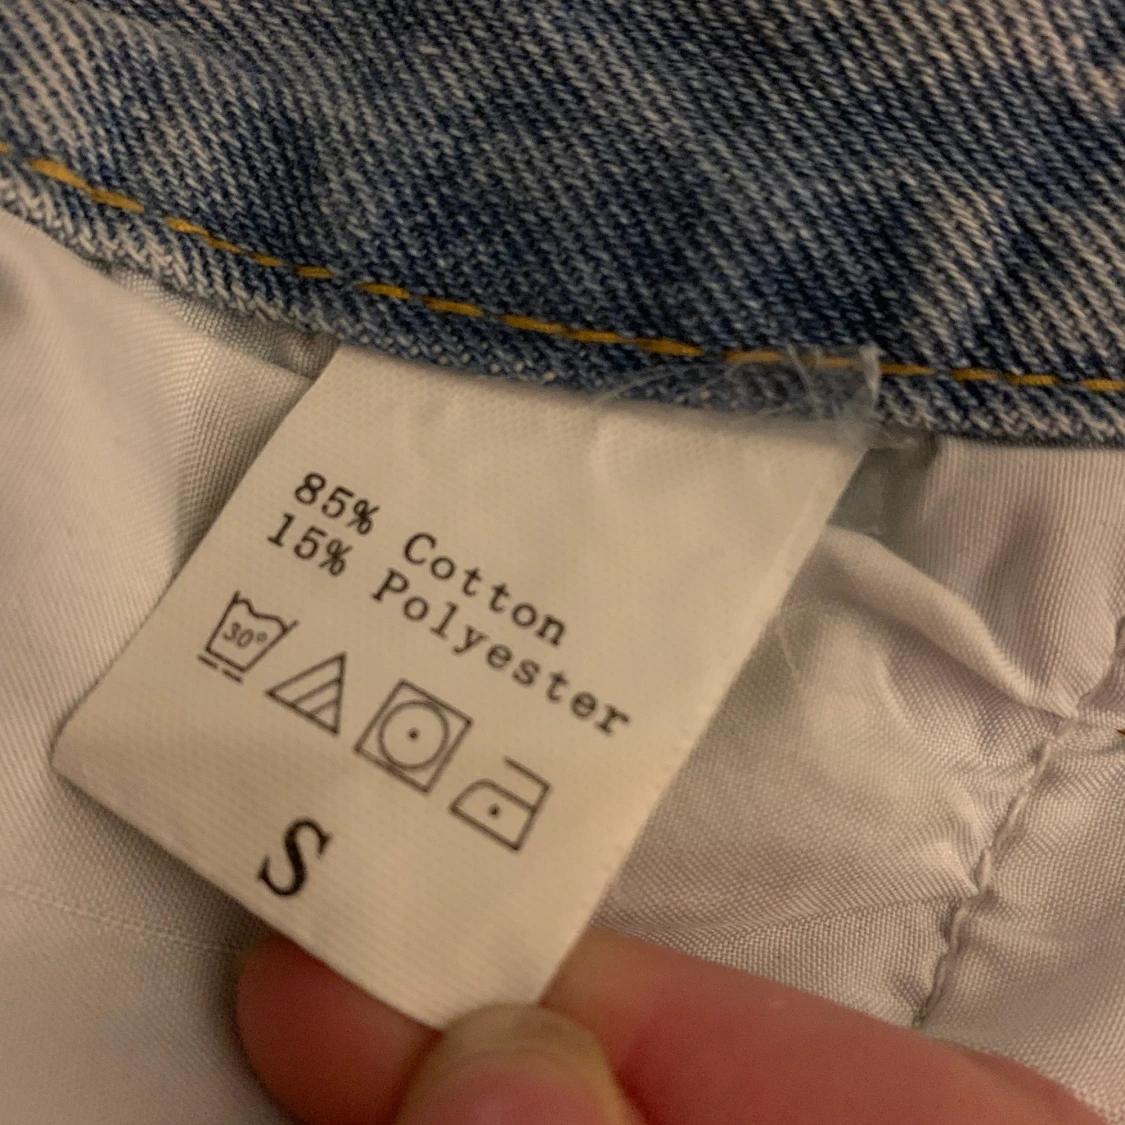 85% Cotton
15% Polyester
30°
S